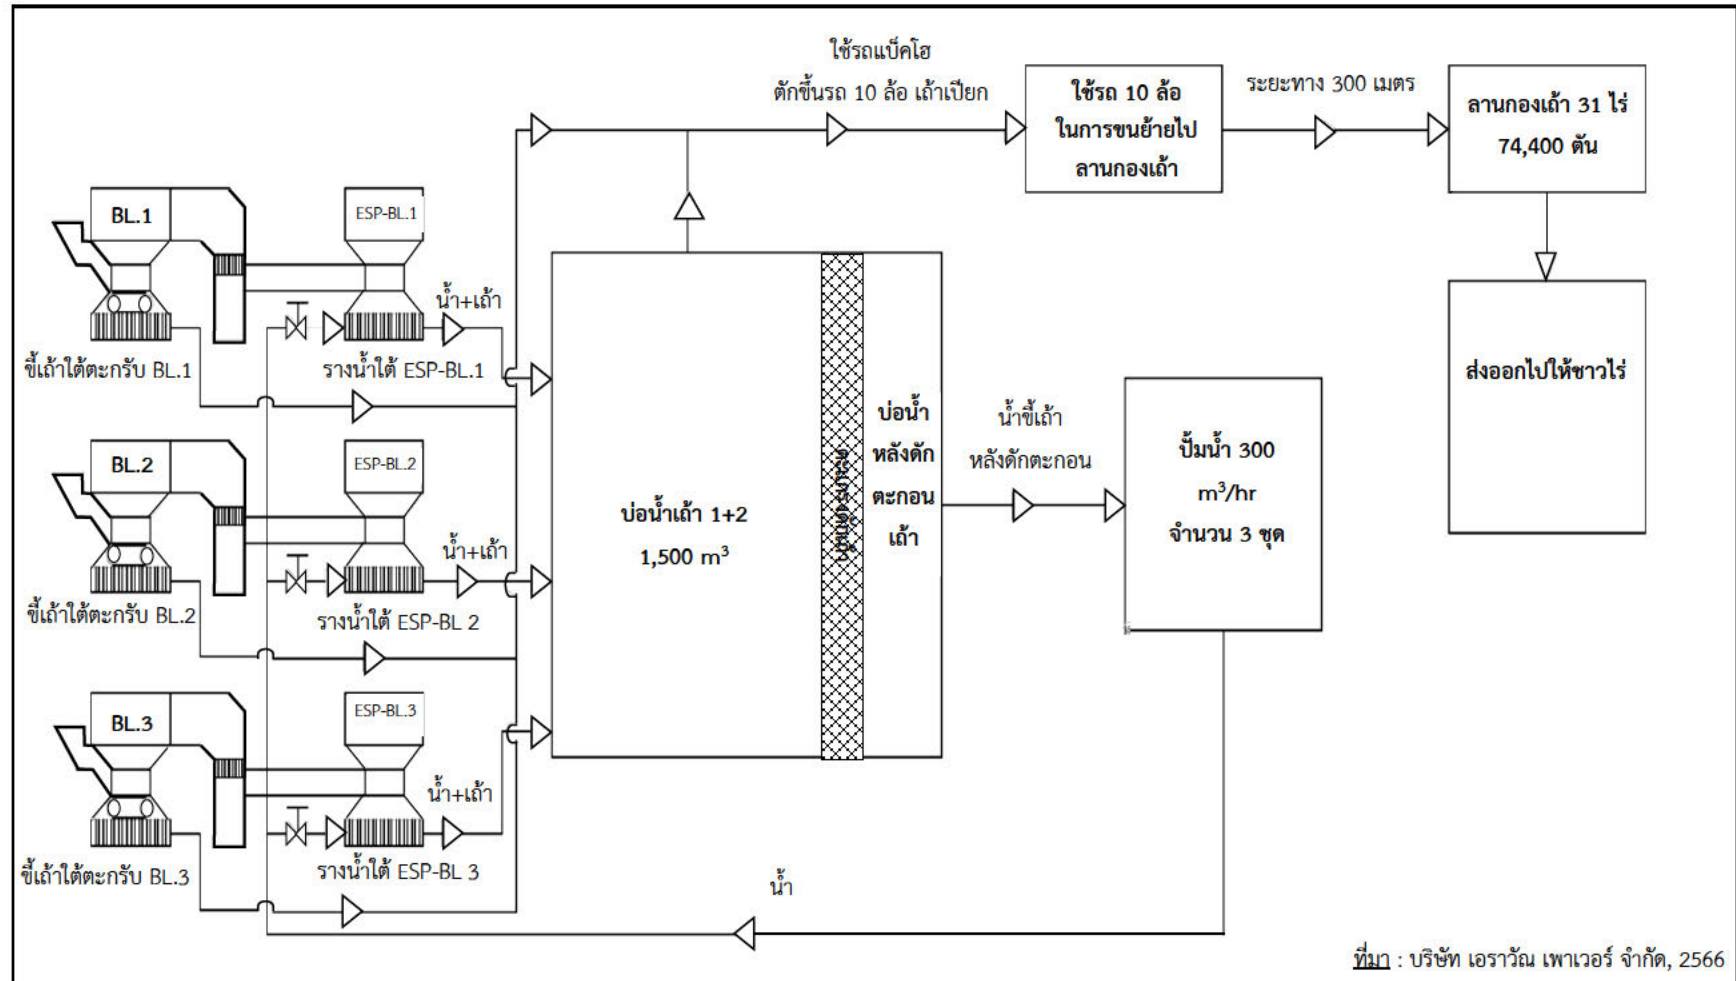 ใช้รถแบ็คโฮ
ตักขึ้นรถ 10 ล้อ เถ้าเปียก
ใช้รถ 10 ล้อ
ในการขนย้ายไป
ลานกองเถ้า
ระยะทาง 300 เมตร
ลานกองเถ้า 31 ไร่
74,400 ตัน
ส่งออกไปให้ชาวไร่
BL.1
ESP-BL.1
น้ำ+เถ้า
ขี้เถ้าใต้ตะกรับ BL.1
รางน้ำใต้ ESP-BL.1
BL.2
ESP-BL.2
น้ำ+เถ้า
ขี้เถ้าใต้ตะกรับ BL.2
รางน้ำใต้ ESP-BL 2
BL.3
ESP-BL.3
น้ำ+เถ้า
ขี้เถ้าใต้ตะกรับ BL.3
รางน้ำใต้ ESP-BL 3
บ่อน้ำเถ้า 1+2
1,500 m³
บ่อน้ำ
หลังดัก
ตะกอน
เถ้า
น้ำขี้เถ้า
หลังดักตะกอน
ปั้มน้ำ 300
m³/hr
จำนวน 3 ชุด
น้ำ
ที่มา : บริษัท เอราวัณ เพาเวอร์ จำกัด, 2566